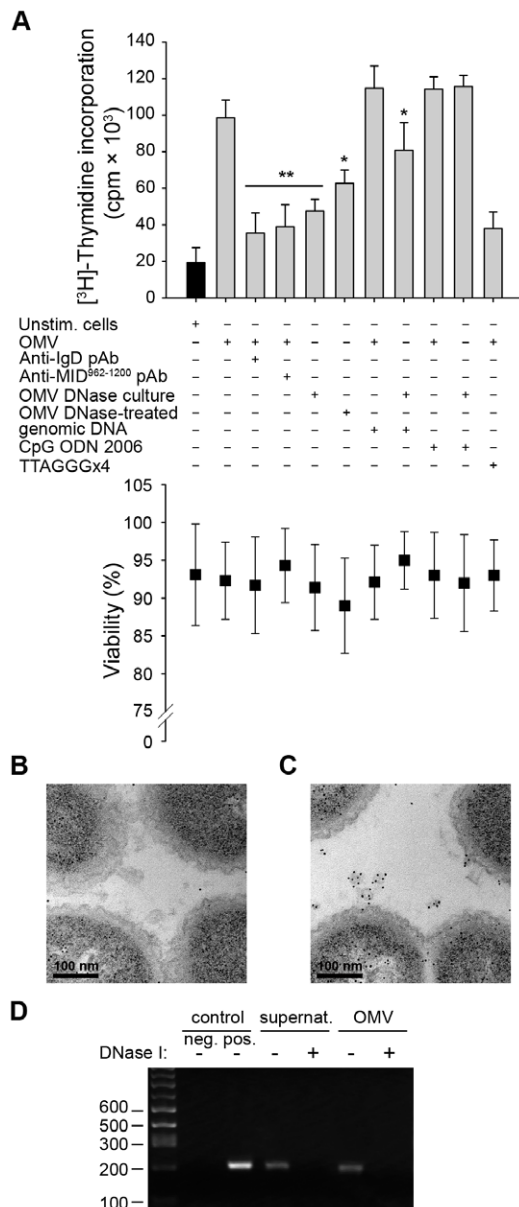 A
[³H]-Thymidine incorporation
(cpm × 10³)
140
120
100
80
60
40
20
0
**
*
*
Unstim. cells + – – – – – – – – – –
OMV – + + + – – + – + – +
Anti-IgD pAb – – + – – – – – – – –
Anti-MID⁹⁶²⁻¹²⁰⁰ pAb – – – + – – – – – – –
OMV DNase culture – – – – + – – + – + –
OMV DNase-treated – – – – – + – – – – –
genomic DNA – – – – – – + + – – –
CpG ODN 2006 – – – – – – – – + + –
TTAGGGx4 – – – – – – – – – – +
Viability (%)
105
100
95
90
85
80
75
0
B
C
100 nm
100 nm
D
control supernat. OMV
neg. pos.
DNase I: - - - + - +
600
500
300
200
100